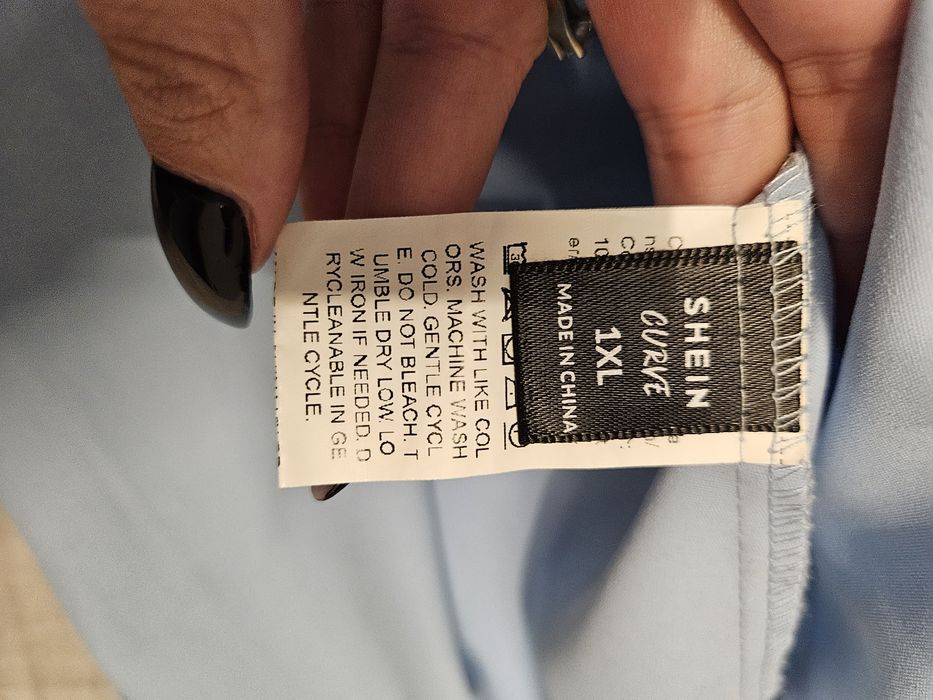 SHEIN
CURVE
1XL
MADE IN CHINA
WASH WITH LIKE COL
ORS. MACHINE WASH
COLD. GENTLE CYCL
E. DO NOT BLEACH. T
UMBLE DRY LOW. LO
W IRON IF NEEDED. D
RYCLEANABLE IN GE
NTLE CYCLE.